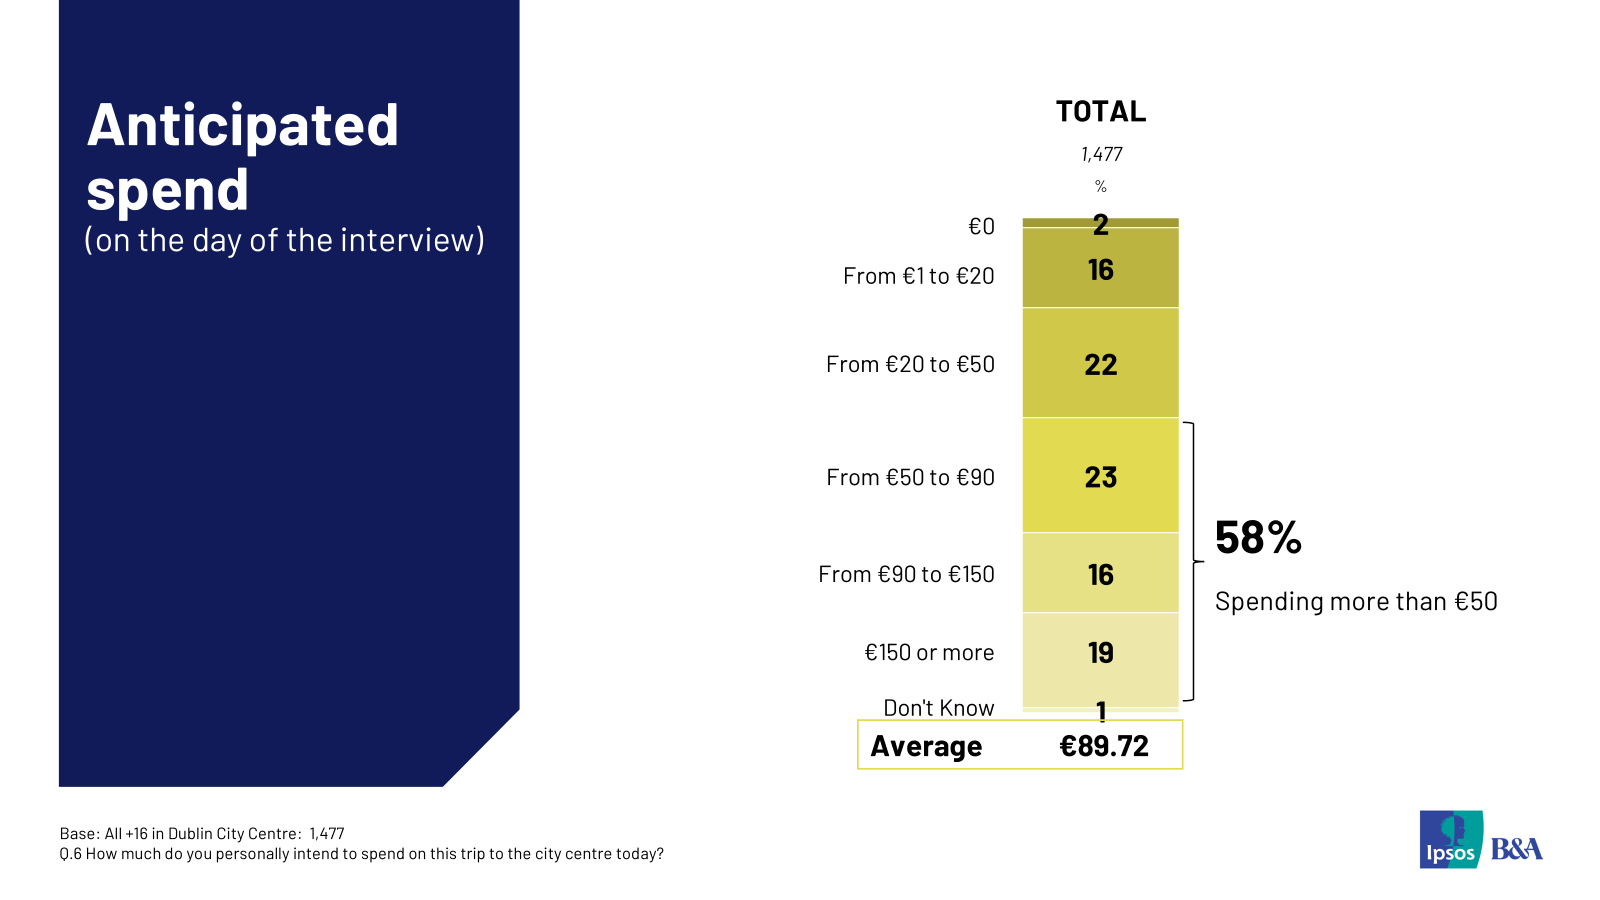 Anticipated
spend
(on the day of the interview)
TOTAL
1,477
%
€0 2
From €1 to €20 16
From €20 to €50 22
From €50 to €90 23
From €90 to €150 16
€150 or more 19
Don't Know 1
Average €89.72
58%
Spending more than €50
Base: All +16 in Dublin City Centre: 1,477
Q.6 How much do you personally intend to spend on this trip to the city centre today?
Ipsos B&A